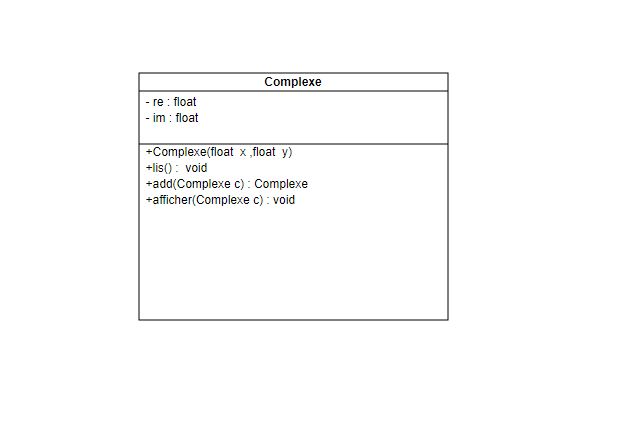 Complexe
- re : float
- im : float
+Complexe(float x ,float y)
+lis() : void
+add(Complexe c) : Complexe
+afficher(Complexe c) : void